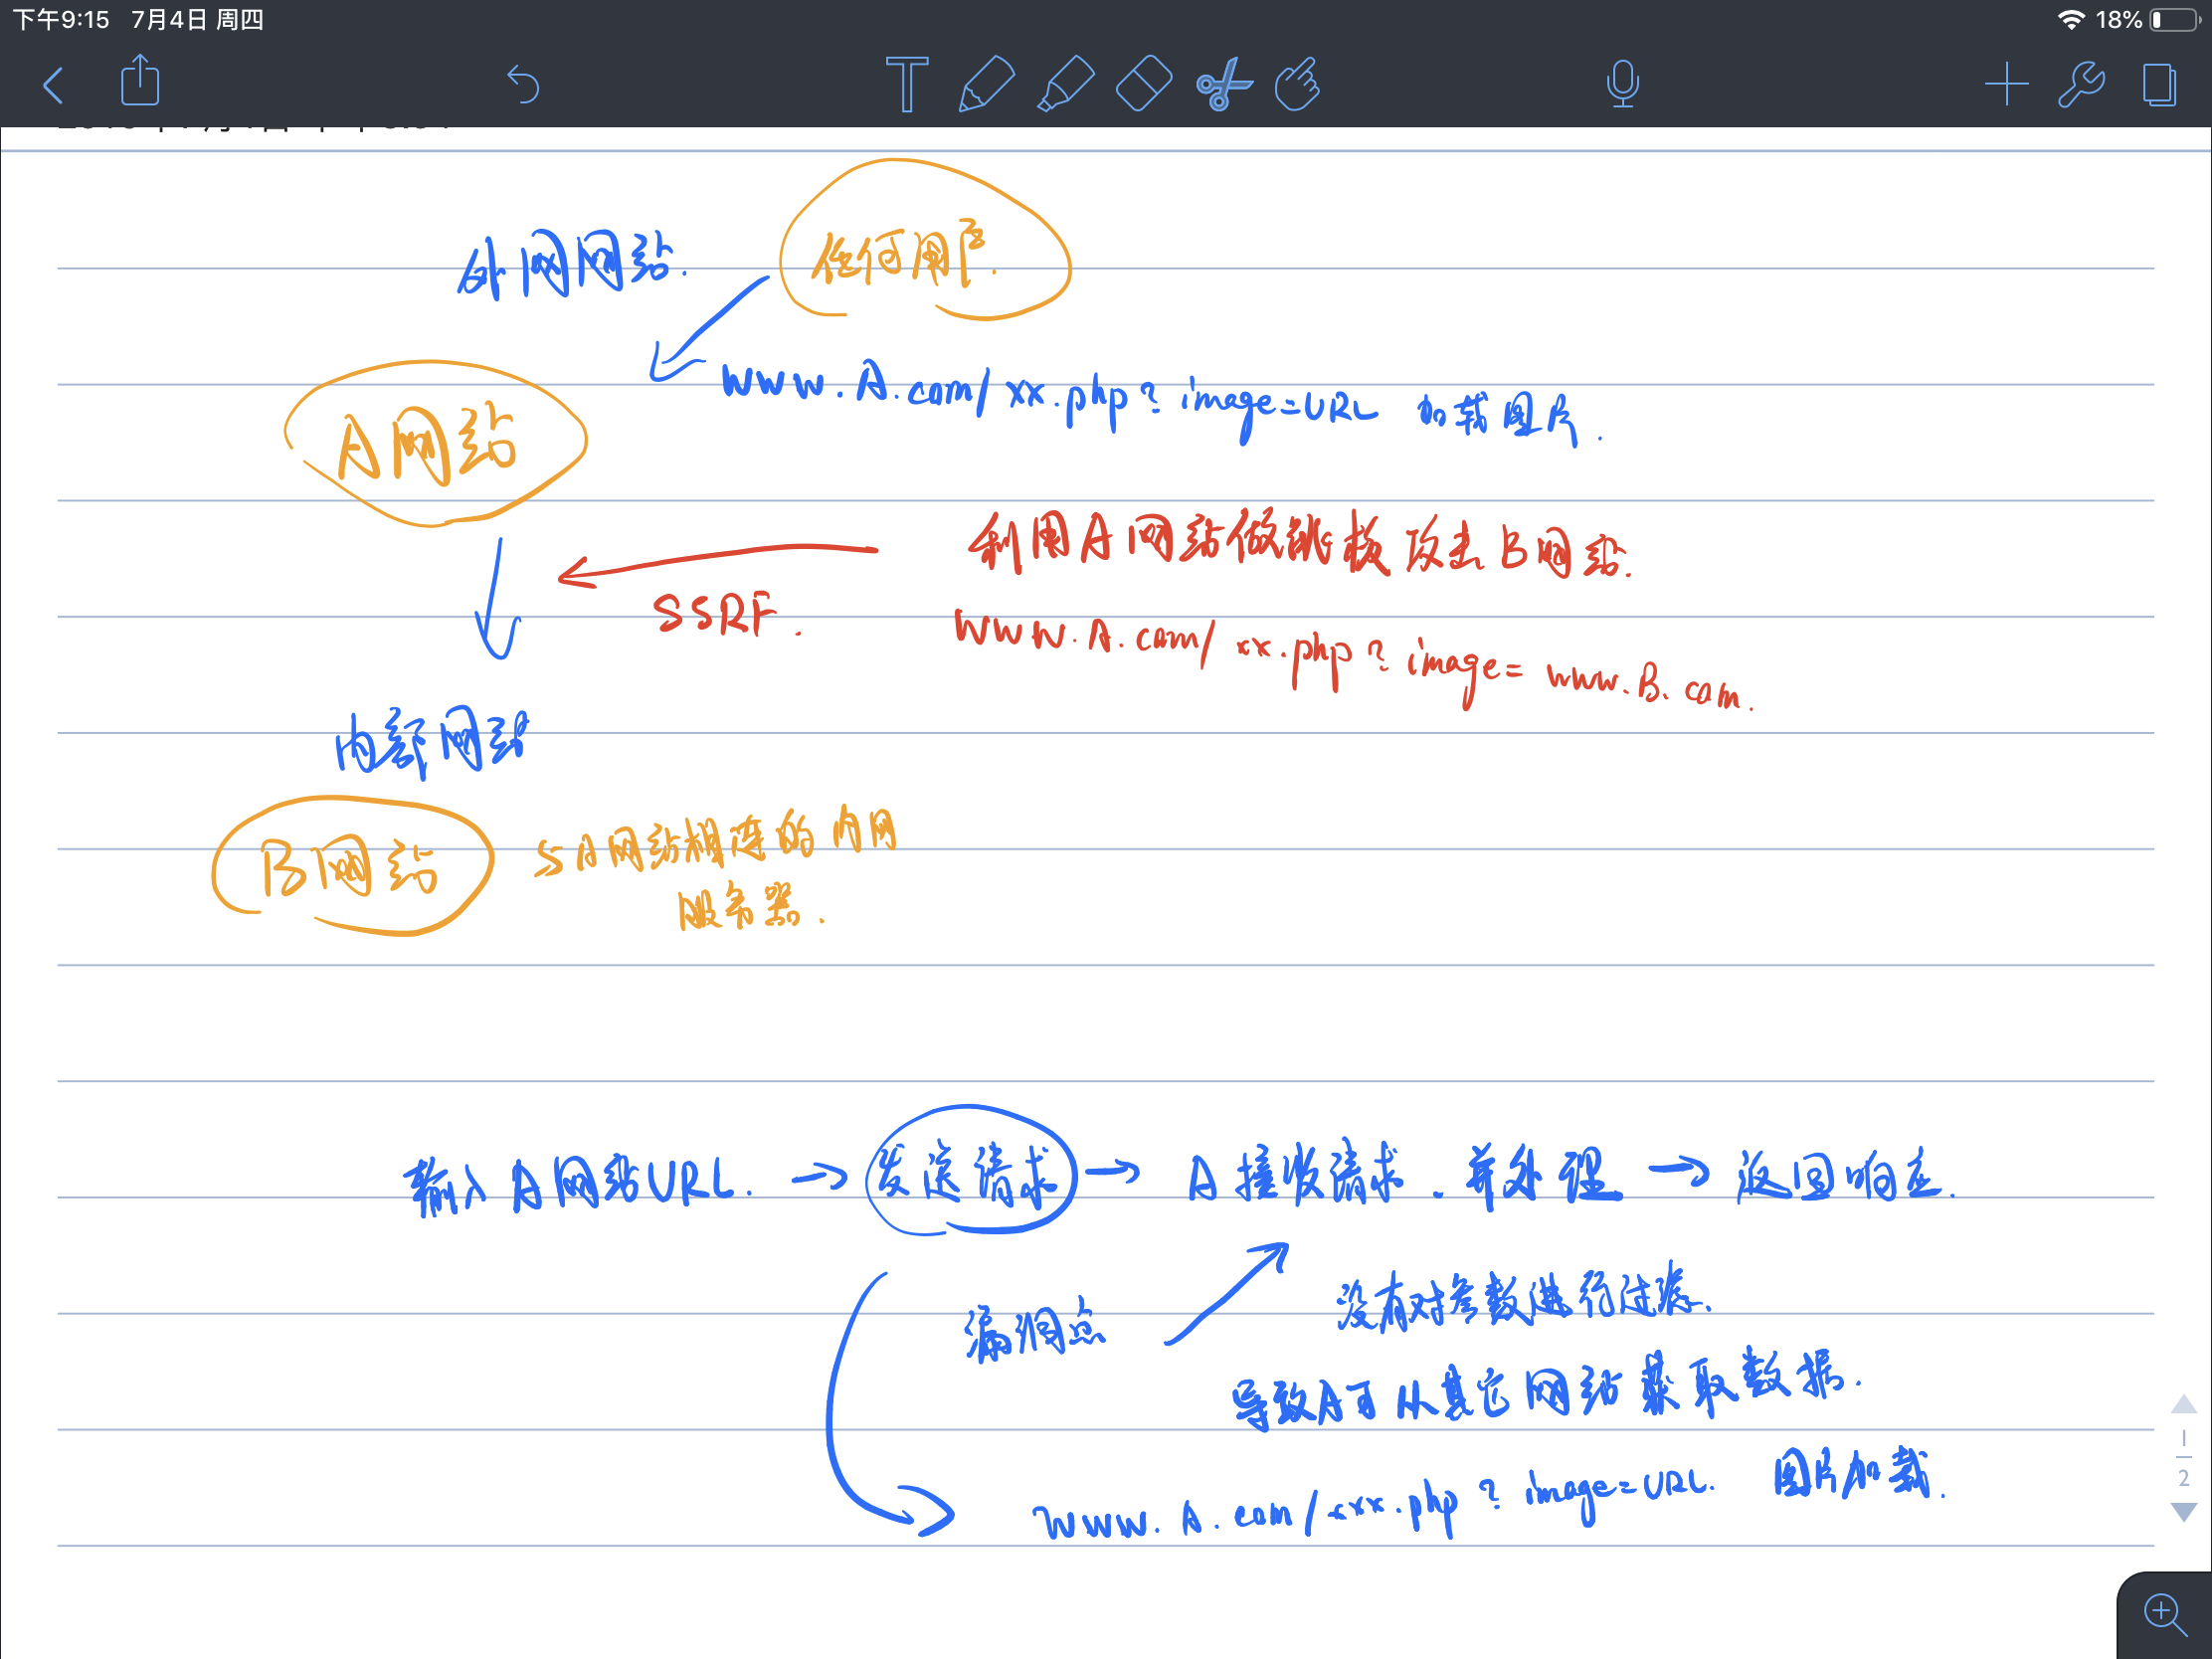 下午9:15 7月4日 周四 18%
外网网站. 任何用户.
www.A.com/xx.php?image=URL 加载图片.
A网站
利用A网站做跳板攻击B网站.
SSRF.
www.A.com/xx.php?image=www.B.com.
内部网站
B网站 与A网站相连的内网
服务器.
输入A网站URL. → 发送请求 → A接收请求.并处理 → 返回响应.
漏洞点 没有对参数进行过滤、
导致A可从其它网站获取数据.
www.A.com/xxx.php?image=URL. 图片加载.
1
2